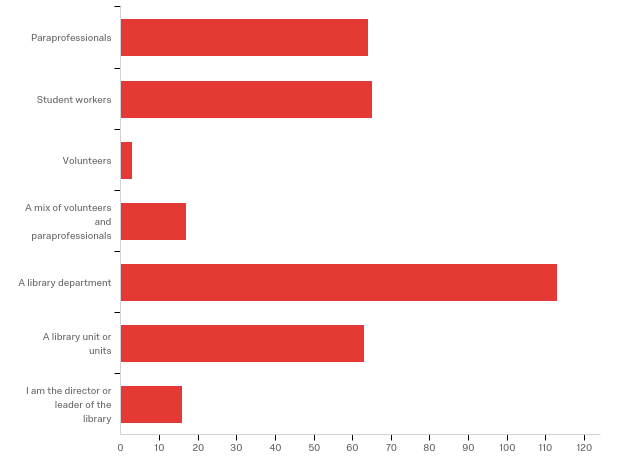 Paraprofessionals
Student workers
Volunteers
A mix of volunteers
and
paraprofessionals
A library department
A library unit or
units
I am the director or
leader of the
library
0 10 20 30 40 50 60 70 80 90 100 110 120